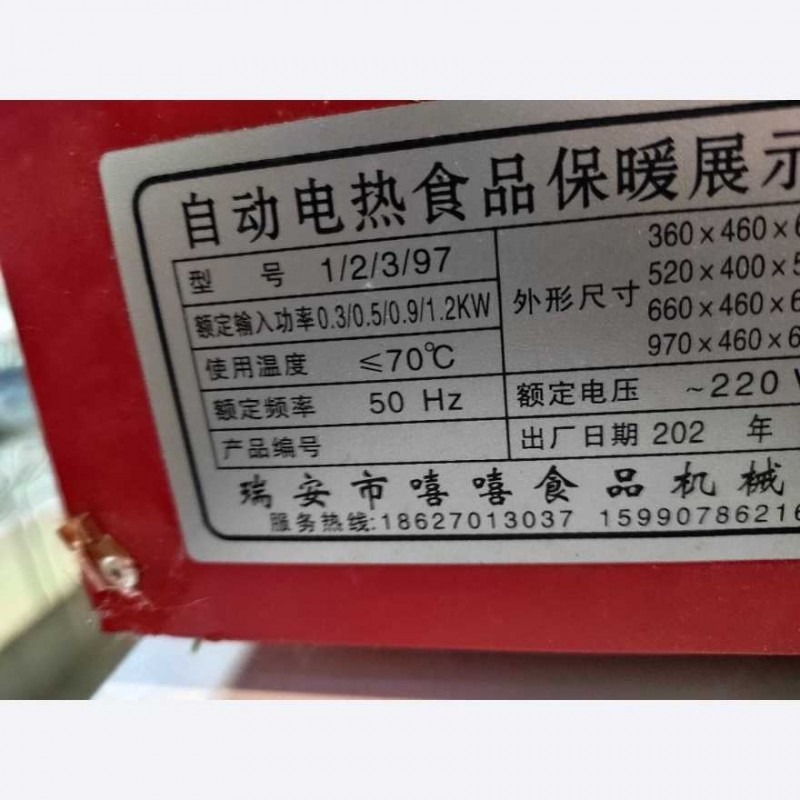 自动电热食品保暖展示
型 号 1/2/3/97
额定输入功率 0.3/0.5/0.9/1.2KW
使用温度 ≤70℃
额定频率 50 Hz
产品编号
外形尺寸
360×460×6
520×400×5
660×460×6
970×460×6
额定电压 ~220 V
出厂日期 202 年
瑞安市嘻嘻食品机械
服务热线:18627013037 15990786216